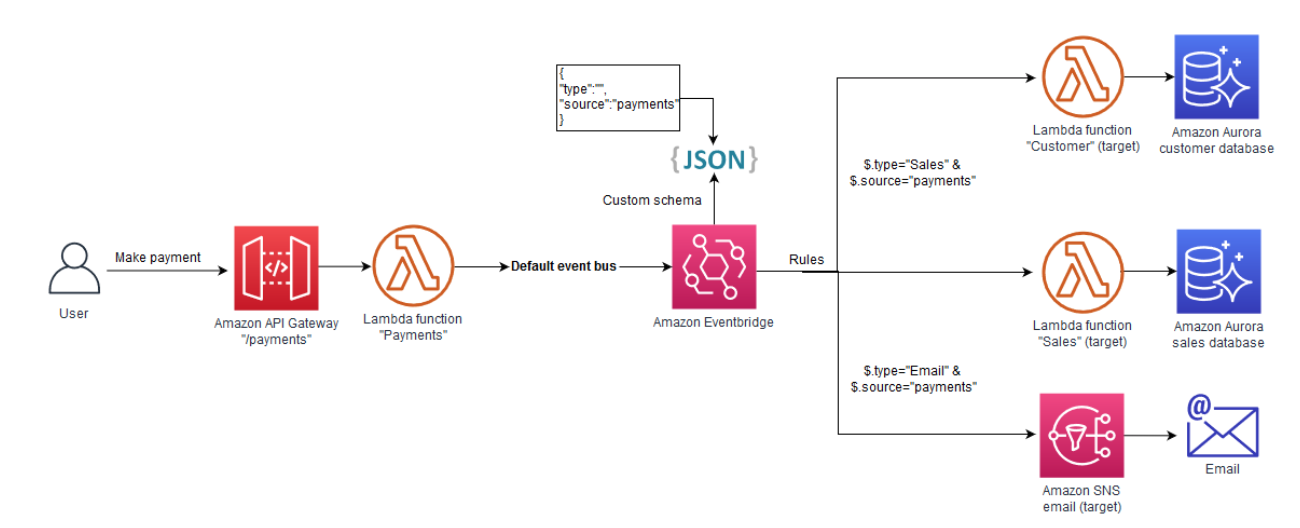 {
"type":"",
"source":"payments"
}
{JSON}
Custom schema
Make payment
User
Amazon API Gateway
"/payments"
Lambda function
"Payments"
Default event bus
Amazon Eventbridge
Rules
$.type="Sales" &
$.source="payments"
$.type="Email" &
$.source="payments"
Lambda function
"Customer" (target)
Amazon Aurora
customer database
</>
Lambda function
"Sales" (target)
Amazon Aurora
sales database
Amazon SNS
email (target)
@
Email